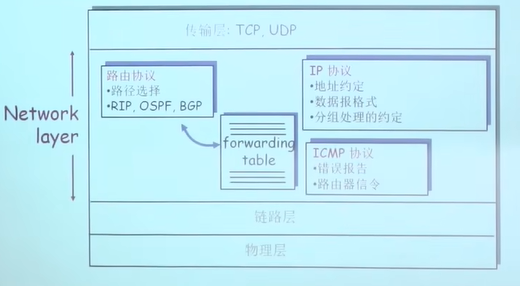 传输层: TCP, UDP
Network
layer
路由协议
•路径选择
•RIP, OSPF, BGP
forwarding
table
IP 协议
•地址约定
•数据报格式
•分组处理的约定
ICMP 协议
•错误报告
•路由器信令
链路层
物理层